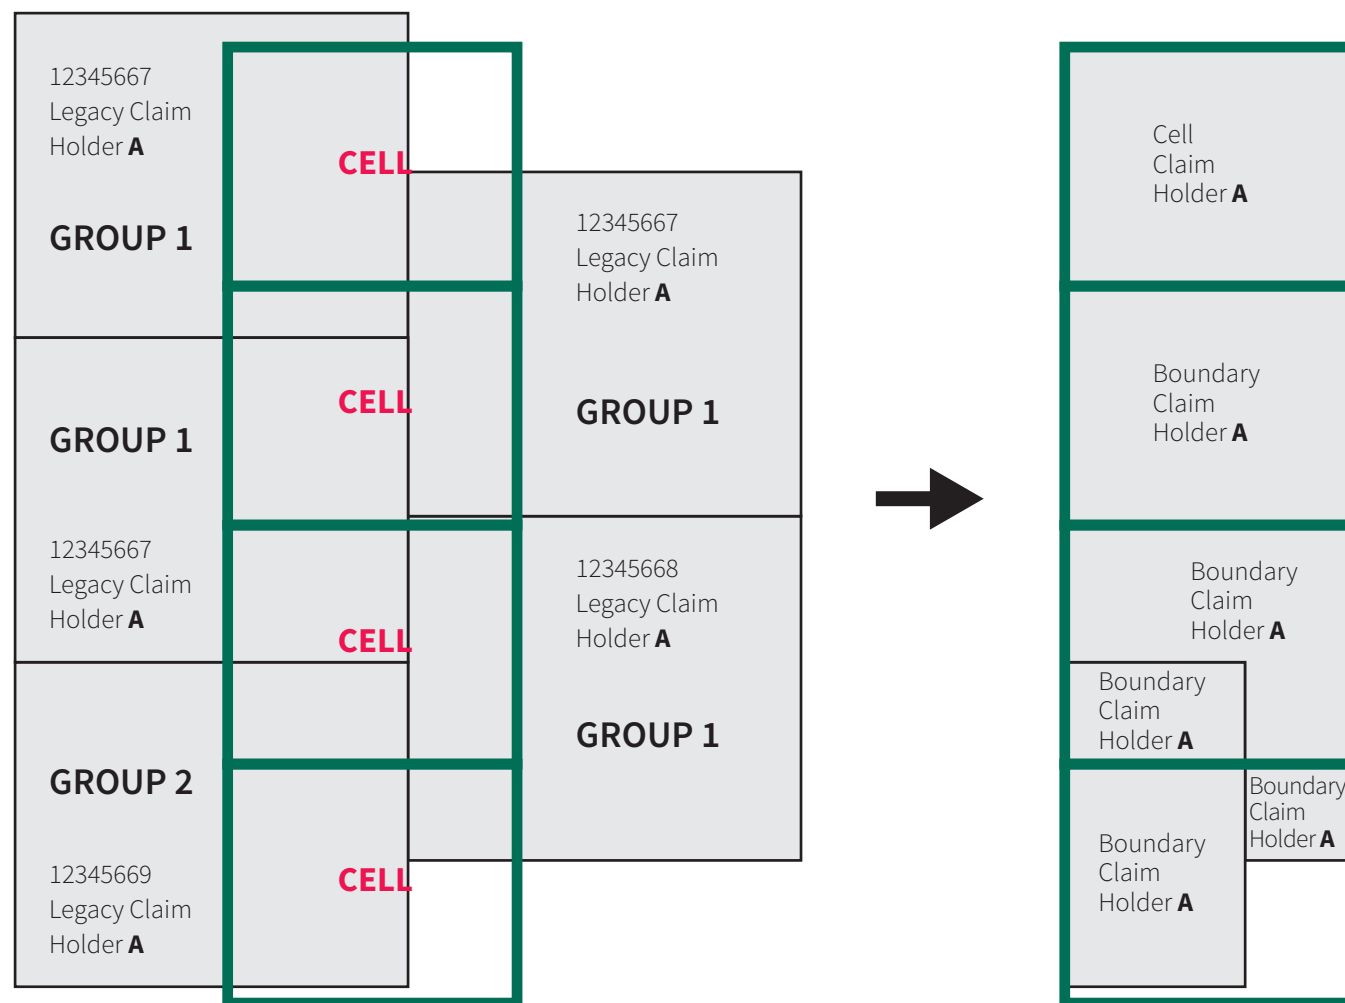 12345667
Legacy Claim
Holder A
GROUP 1
CELL
12345667
Legacy Claim
Holder A
GROUP 1
CELL
GROUP 1
12345667
Legacy Claim
Holder A
CELL
12345668
Legacy Claim
Holder A
GROUP 1
GROUP 2
12345669
Legacy Claim
Holder A
CELL
Cell
Claim
Holder A
Boundary
Claim
Holder A
Boundary
Claim
Holder A
Boundary
Claim
Holder A
Boundary
Claim
Holder A
Boundary
Claim
Holder A